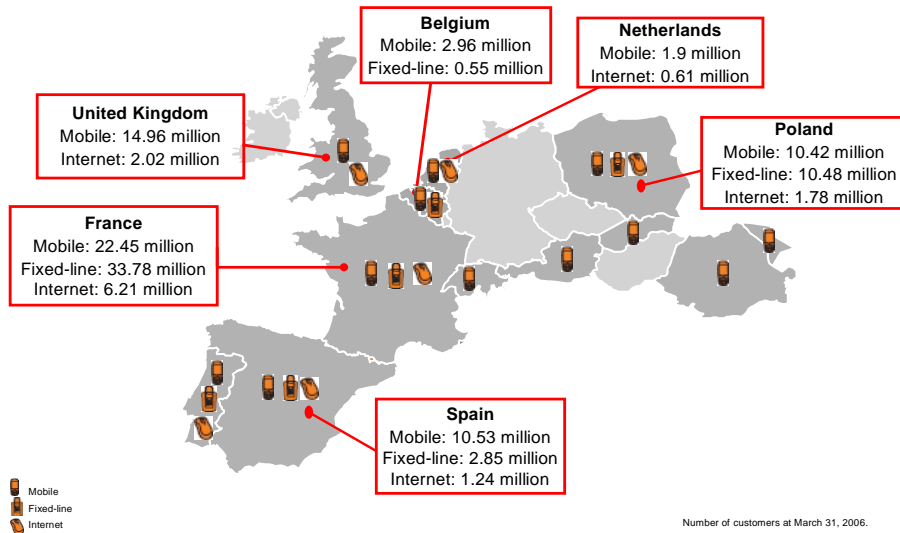 Belgium
Mobile: 2.96 million
Fixed-line: 0.55 million
Netherlands
Mobile: 1.9 million
Internet: 0.61 million
United Kingdom
Mobile: 14.96 million
Internet: 2.02 million
Poland
Mobile: 10.42 million
Fixed-line: 10.48 million
Internet: 1.78 million
France
Mobile: 22.45 million
Fixed-line: 33.78 million
Internet: 6.21 million
Spain
Mobile: 10.53 million
Fixed-line: 2.85 million
Internet: 1.24 million
Mobile
Fixed-line
Internet
Number of customers at March 31, 2006.